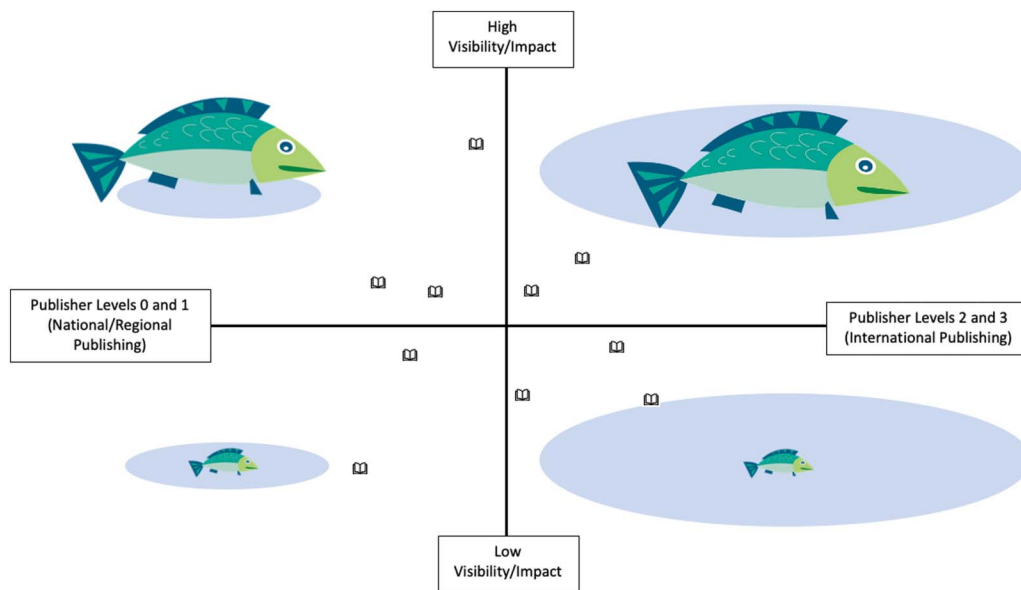 High
Visibility/Impact
Publisher Levels 0 and 1
(National/Regional
Publishing)
Publisher Levels 2 and 3
(International Publishing)
Low
Visibility/Impact